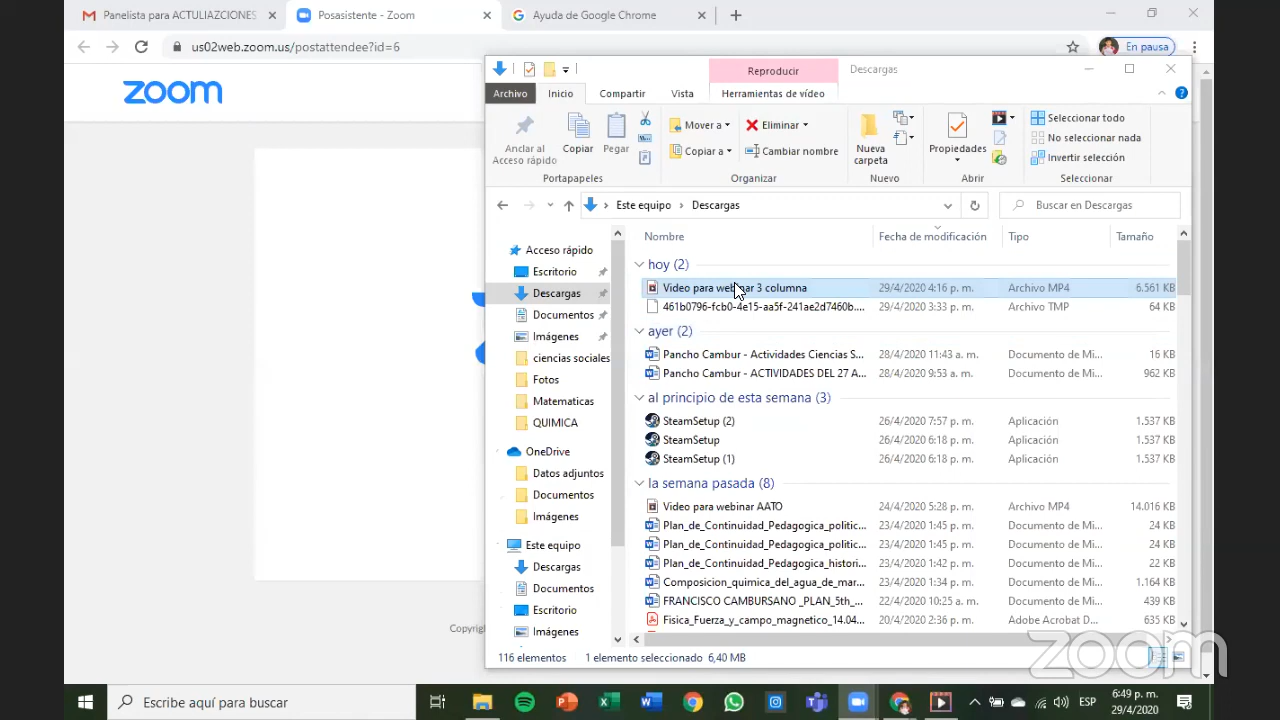 Panelista para ACTULIAZCIONES
Posasistente - Zoom
Ayuda de Google Chrome
us02web.zoom.us/postattendee?id=6
En pausa
zoom
Reproducir
Descargas
Archivo
Inicio
Compartir
Vista
Herramientas de vídeo
Anclar al
Acceso rápido
Copiar
Pegar
Mover a
Copiar a
Eliminar
Cambiar nombre
Nueva
carpeta
Propiedades
Seleccionar todo
No seleccionar nada
Invertir selección
Portapapeles
Organizar
Nuevo
Abrir
Seleccionar
Este equipo
Descargas
Buscar en Descargas
Nombre
Fecha de modificación
Tipo
Tamaño
Acceso rápido
Escritorio
Descargas
Documentos
Imágenes
ciencias sociales
Fotos
Matematicas
QUIMICA
OneDrive
Datos adjuntos
Documentos
Imágenes
Este equipo
Descargas
Documentos
Escritorio
Imágenes
hoy (2)
Video para webinar 3 columna 29/4/2020 4:16 p. m. Archivo MP4 6.561 KB
461b0796-fcb0-4e15-aa5f-241ae2d7460b.... 29/4/2020 3:33 p. m. Archivo TMP 64 KB
ayer (2)
Pancho Cambur - Actividades Ciencias S... 28/4/2020 11:43 a. m. Documento de Mi... 16 KB
Pancho Cambur - ACTIVIDADES DEL 27 A... 28/4/2020 9:53 a. m. Documento de Mi... 962 KB
al principio de esta semana (3)
SteamSetup (2) 26/4/2020 7:57 p. m. Aplicación 1.537 KB
SteamSetup 26/4/2020 6:18 p. m. Aplicación 1.537 KB
SteamSetup (1) 26/4/2020 6:18 p. m. Aplicación 1.537 KB
la semana pasada (8)
Video para webinar AATO 24/4/2020 5:28 p. m. Archivo MP4 14.016 KB
Plan_de_Continuidad_Pedagogica_politic... 23/4/2020 1:45 p. m. Documento de Mi... 24 KB
Plan_de_Continuidad_Pedagogica_politic... 23/4/2020 1:45 p. m. Documento de Mi... 24 KB
Plan_de_Continuidad_Pedagogica_histori... 23/4/2020 1:45 p. m. Documento de Mi... 22 KB
Composicion_quimica_del_agua_de_mar... 23/4/2020 1:34 p. m. Documento de Mi... 1.164 KB
FRANCISCO CAMBURSANO _PLAN_5th_... 22/4/2020 10:25 a. m. Documento de Mi... 439 KB
Fisica_Fuerza_y_campo_magnetico_14.04... 20/4/2020 2:36 p. m. Adobe Acrobat D... 635 KB
Copyrig
116 elementos 1 elemento seleccionado 6,40 MB
zoom
Escribe aquí para buscar
ESP
6:49 p. m.
29/4/2020